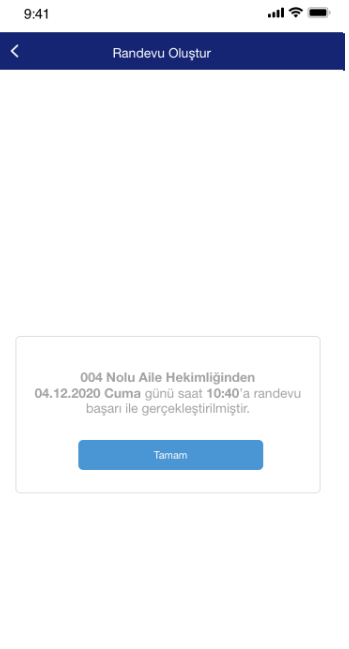 9:41
Randevu Oluştur
004 Nolu Aile Hekimliğinden
04.12.2020 Cuma günü saat 10:40'a randevu
başarı ile gerçekleştirilmiştir.
Tamam